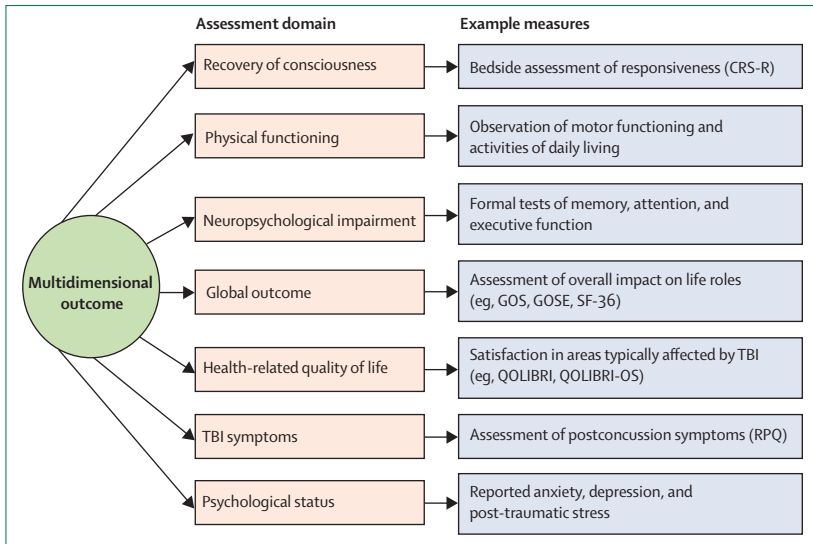 Assessment domain
Example measures
Multidimensional
outcome
Recovery of consciousness
Bedside assessment of responsiveness (CRS-R)
Physical functioning
Observation of motor functioning and
activities of daily living
Neuropsychological impairment
Formal tests of memory, attention, and
executive function
Global outcome
Assessment of overall impact on life roles
(eg, GOS, GOSE, SF-36)
Health-related quality of life
Satisfaction in areas typically affected by TBI
(eg, QOLIBRI, QOLIBRI-OS)
TBI symptoms
Assessment of postconcussion symptoms (RPQ)
Psychological status
Reported anxiety, depression, and
post-traumatic stress